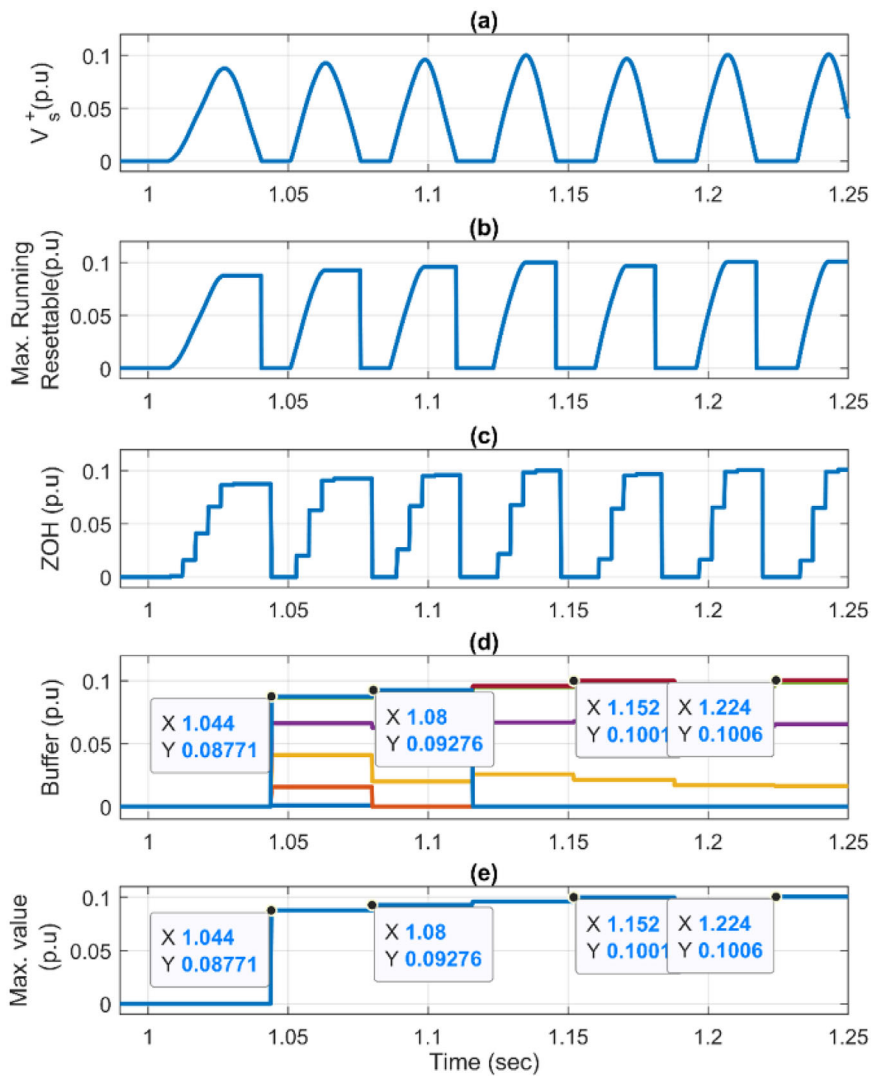 (a)
V_s^+(p.u)
0.1
0.05
0
1 1.05 1.1 1.15 1.2 1.25
(b)
Max. Running
Resettable(p.u)
0.1
0.05
0
1 1.05 1.1 1.15 1.2 1.25
(c)
ZOH (p.u)
0.1
0.05
0
1 1.05 1.1 1.15 1.2 1.25
(d)
Buffer (p.u)
0.1
0.05
0
X 1.044
Y 0.08771
X 1.08
Y 0.09276
X 1.152
Y 0.1001
X 1.224
Y 0.1006
1 1.05 1.1 1.15 1.2 1.25
(e)
Max. value
(p.u)
0.1
0.05
0
X 1.044
Y 0.08771
X 1.08
Y 0.09276
X 1.152
Y 0.1001
X 1.224
Y 0.1006
1 1.05 1.1 1.15 1.2 1.25
Time (sec)